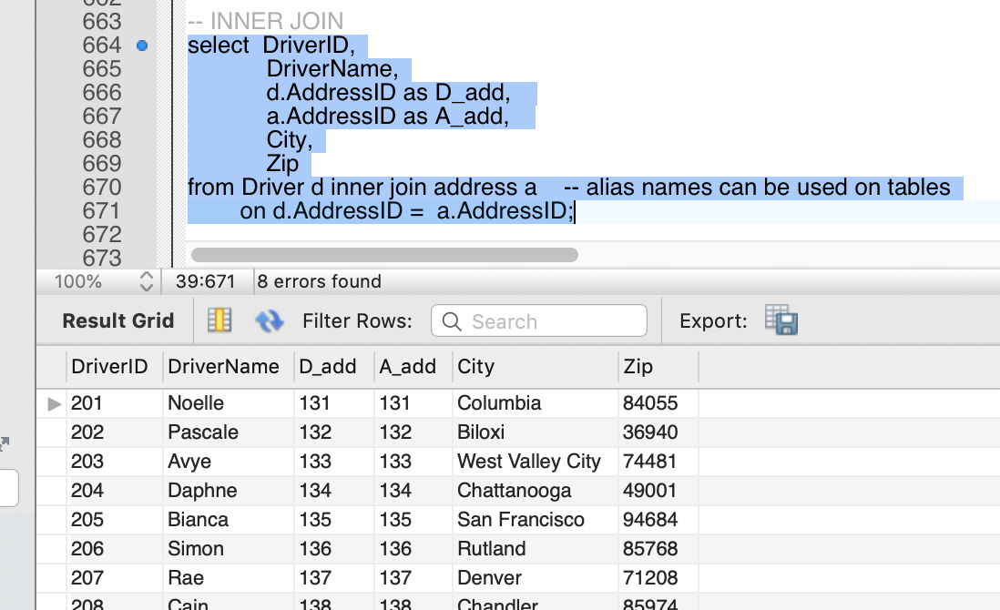 662
663 -- INNER JOIN
664 select DriverID,
665 DriverName,
666 d.AddressID as D_add,
667 a.AddressID as A_add,
668 City,
669 Zip
670 from Driver d inner join address a -- alias names can be used on tables
671 on d.AddressID = a.AddressID;
672
673
100% 39:671 8 errors found
Result Grid Filter Rows: Search Export:
DriverID DriverName D_add A_add City Zip
201 Noelle 131 131 Columbia 84055
202 Pascale 132 132 Biloxi 36940
203 Avye 133 133 West Valley City 74481
204 Daphne 134 134 Chattanooga 49001
205 Bianca 135 135 San Francisco 94684
206 Simon 136 136 Rutland 85768
207 Rae 137 137 Denver 71208
208 Cain 138 138 Chandler 85974